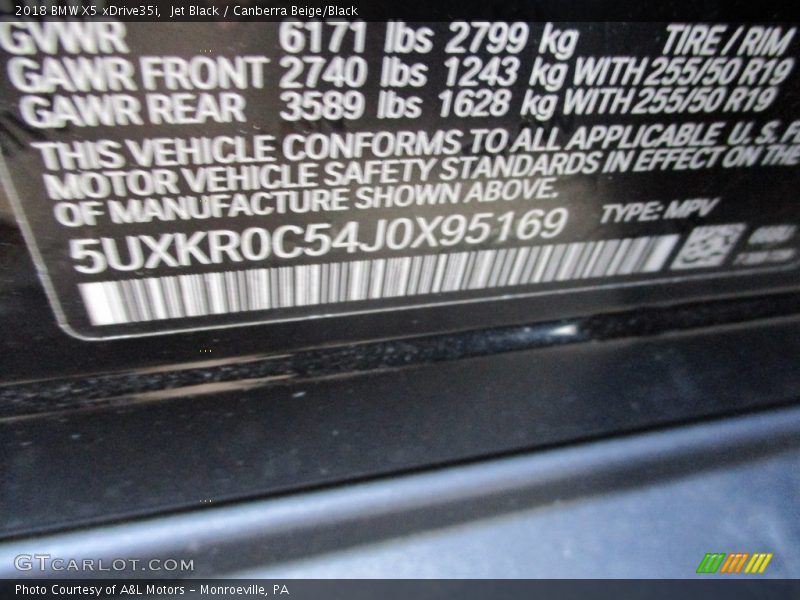 2018 BMW X5 xDrive35i,  Jet Black / Canberra Beige/Black
GVWR 6171 lbs 2799 kg TIRE / RIM
GAWR FRONT 2740 lbs 1243 kg WITH 255/50 R19
GAWR REAR 3589 lbs 1628 kg WITH 255/50 R19
THIS VEHICLE CONFORMS TO ALL APPLICABLE U.S. F
MOTOR VEHICLE SAFETY STANDARDS IN EFFECT ON THE
OF MANUFACTURE SHOWN ABOVE.
5UXKR0C54J0X95169 TYPE: MPV
GTCARLOT.COM
Photo Courtesy of A&L Motors - Monroeville, PA